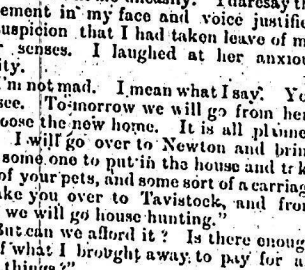 ement in my face and voice justifie
uspicion that I had taken leave of m
senses. I laughed at her anxiou
ity.
'm not mad. I mean what I say. Yo
see. To-morrow we will go from her
oose the new home. It is all planne
I will go over to Newton and brin
some one to put in the house and
of your pets, and some sort of a carriag
ake you over to Tavistock, and from
we will go house hunting."
But can we afford it? Is there enoug
f what I brought away, to pay for a
things?"